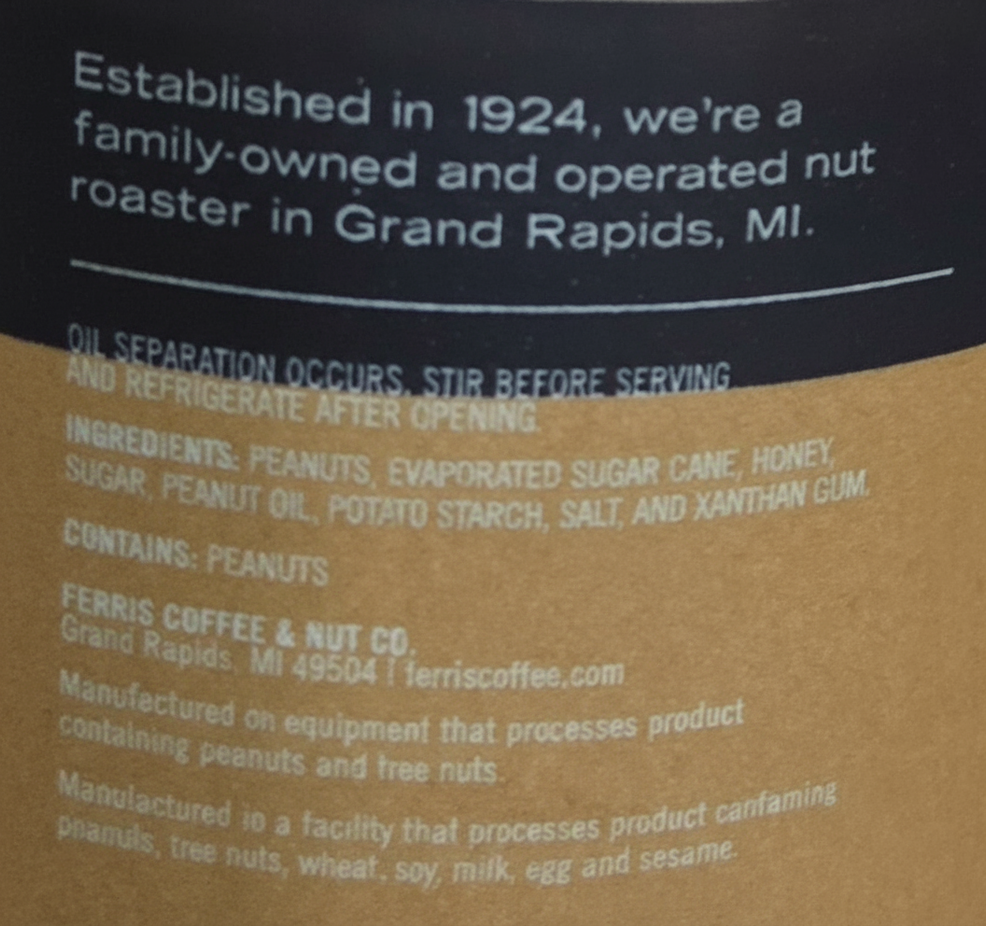 Established in 1924, we're a
family-owned and operated nut
roaster in Grand Rapids, MI.
OIL SEPARATION OCCURS. STIR BEFORE SERVING
AND REFRIGERATE AFTER OPENING.
INGREDIENTS: PEANUTS, EVAPORATED SUGAR CANE, HONEY,
SUGAR, PEANUT OIL, POTATO STARCH, SALT, AND XANTHAN GUM.
CONTAINS: PEANUTS
FERRIS COFFEE & NUT CO.
Grand Rapids, MI 49504 | ferriscoffee.com
Manufactured on equipment that processes product
containing peanuts and tree nuts.
Manufactured in a facility that processes product containing
peanuts, tree nuts, wheat, soy, milk, egg and sesame.